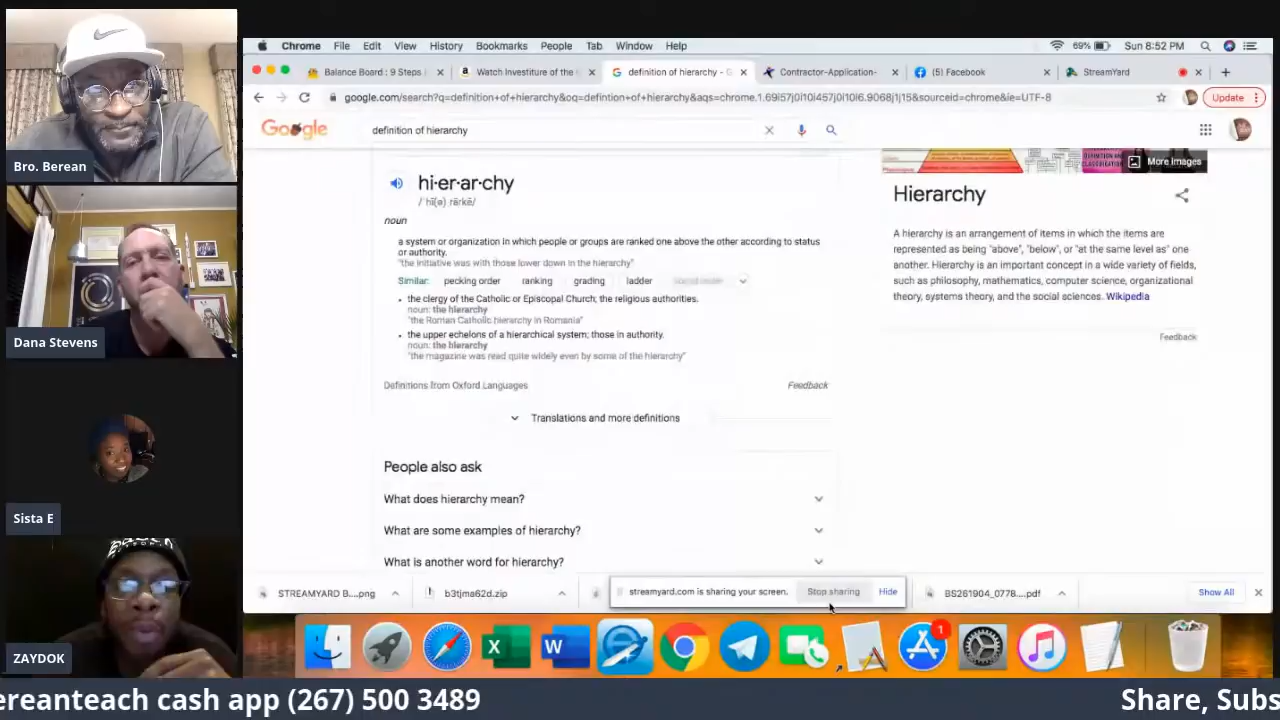 Chrome File Edit View History Bookmarks People Tab Window Help 69% Sun 8:52 PM
Balance Board : 9 Steps Watch Investiture of the definition of hierarchy - G Contractor-Application- (5) Facebook StreamYard
google.com/search?q=definition+of+hierarchy&oq=defintion+of+hierarchy&aqs=chrome.1.69i57j0i10i457j0i10l6.9068j1j15&sourceid=chrome&ie=UTF-8 Update
Google definition of hierarchy
More Images
hi·er·ar·chy
noun
a system or organization in which people or groups are ranked one above the other according to status
or authority.
"the initiative was with those lower down in the hierarchy"
Similar: pecking order ranking grading ladder social order
the clergy of the Catholic or Episcopal Church; the religious authorities.
noun: the hierarchy
"the Roman Catholic hierarchy in Romania"
the upper echelons of a hierarchical system; those in authority.
noun: the hierarchy
"the magazine was read quite widely even by some of the hierarchy"
Definitions from Oxford Languages Feedback
Translations and more definitions
People also ask
What does hierarchy mean?
What are some examples of hierarchy?
What is another word for hierarchy?
Hierarchy
A hierarchy is an arrangement of items in which the items are
represented as being "above", "below", or "at the same level as" one
another. Hierarchy is an important concept in a wide variety of fields,
such as philosophy, mathematics, computer science, organizational
theory, systems theory, and the social sciences. Wikipedia
Feedback
STREAMYARD B....png b3tjma62d.zip streamyard.com is sharing your screen. Stop sharing Hide BS261904_077B....pdf Show All
1
Bro. Berean
Dana Stevens
Sista E
ZAYDOK
ereanteach cash app (267) 500 3489 Share, Subs